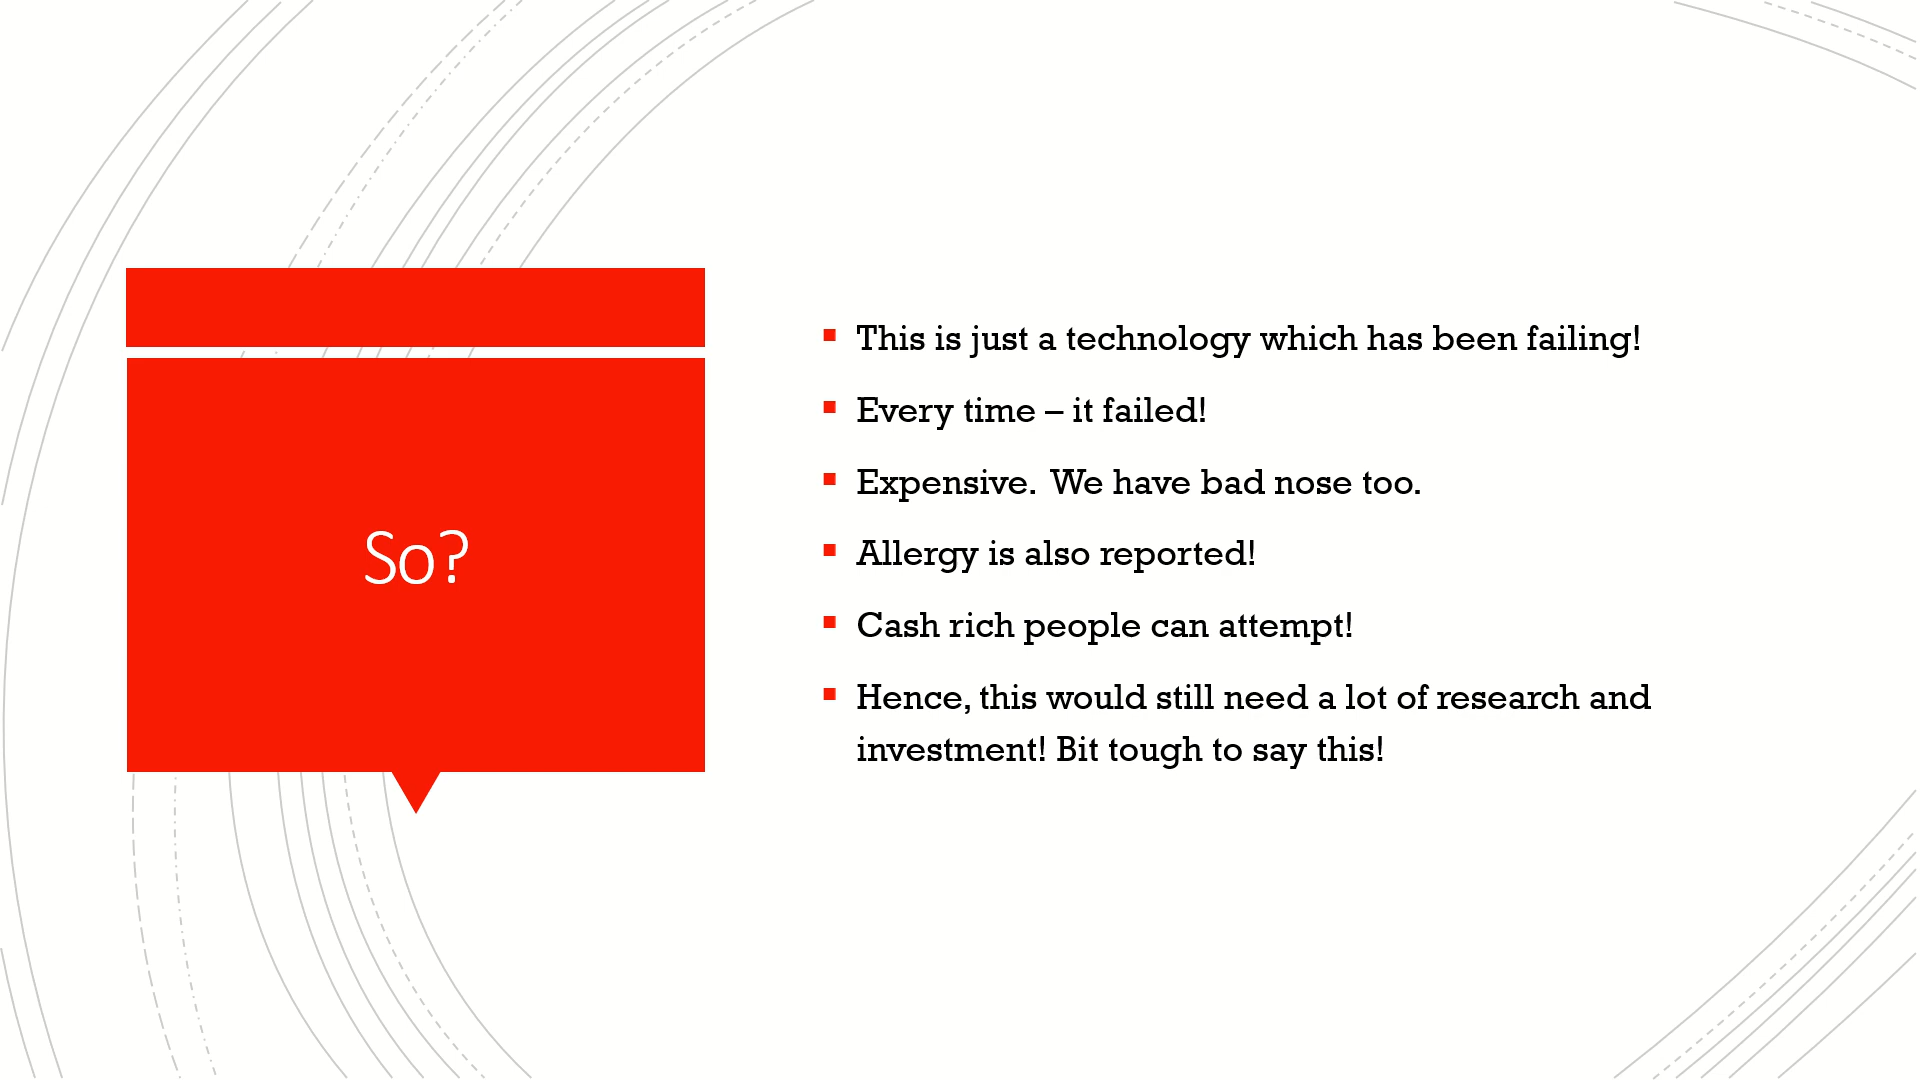 So?
This is just a technology which has been failing!
Every time – it failed!
Expensive.  We have bad nose too.
Allergy is also reported!
Cash rich people can attempt!
Hence, this would still need a lot of research and
investment! Bit tough to say this!